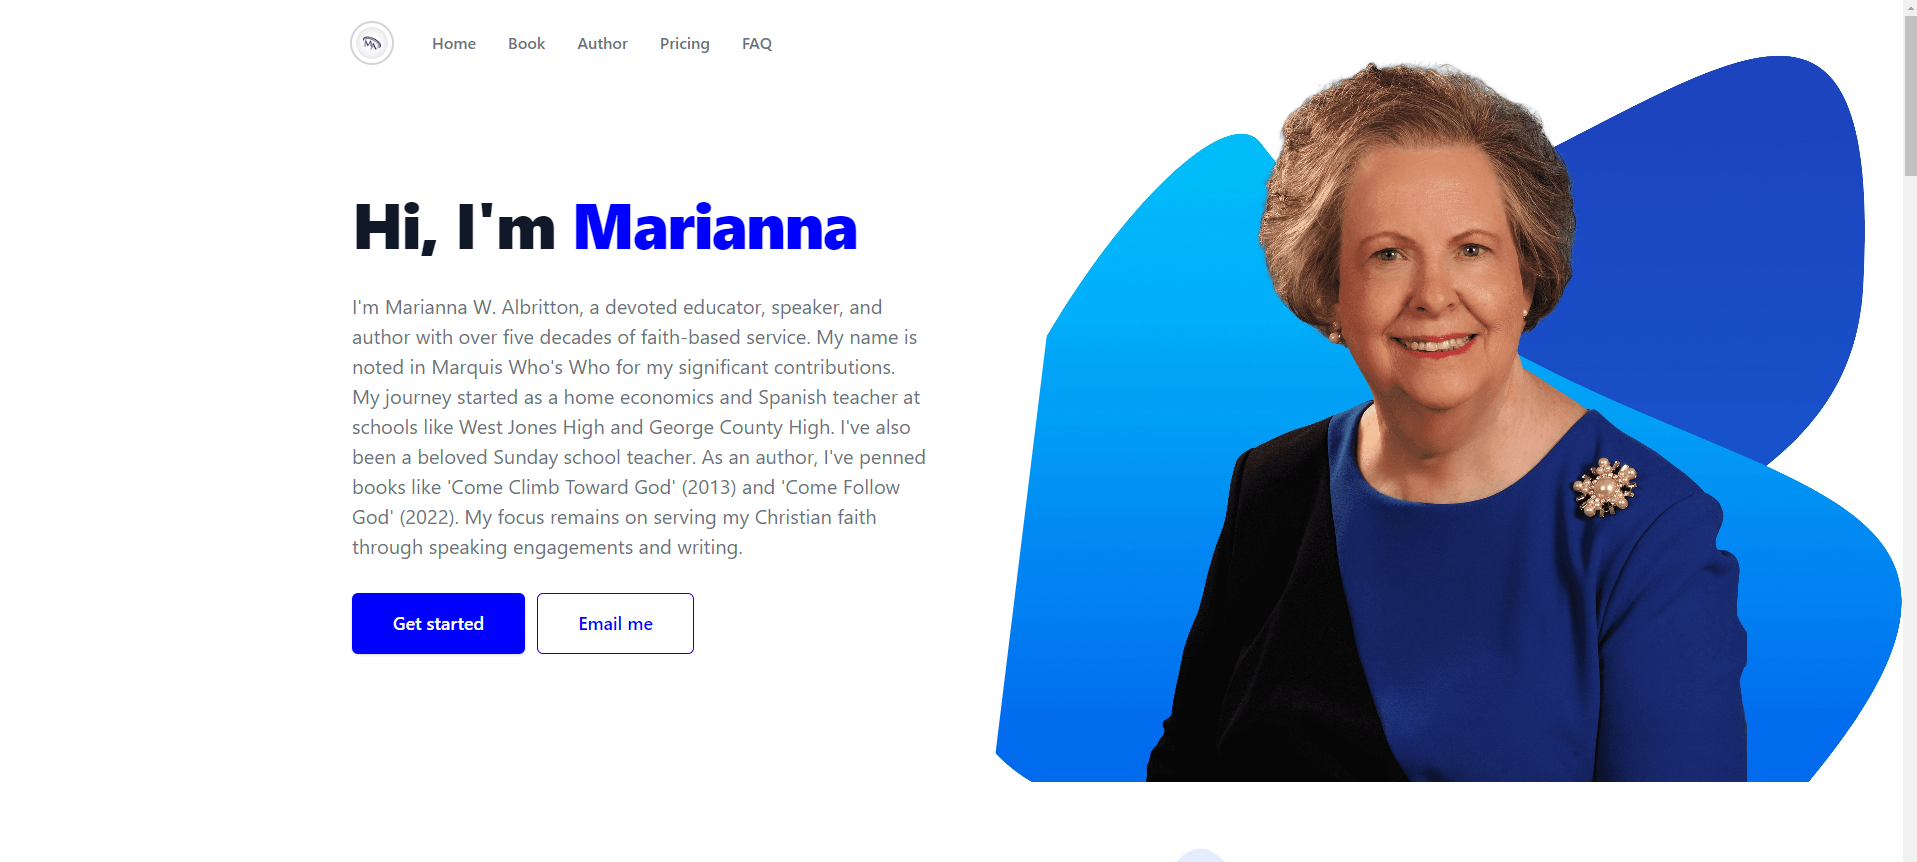 MA
Home Book Author Pricing FAQ
Hi, I'm Marianna
I'm Marianna W. Albritton, a devoted educator, speaker, and
author with over five decades of faith-based service. My name is
noted in Marquis Who's Who for my significant contributions.
My journey started as a home economics and Spanish teacher at
schools like West Jones High and George County High. I've also
been a beloved Sunday school teacher. As an author, I've penned
books like 'Come Climb Toward God' (2013) and 'Come Follow
God' (2022). My focus remains on serving my Christian faith
through speaking engagements and writing.
Get started Email me